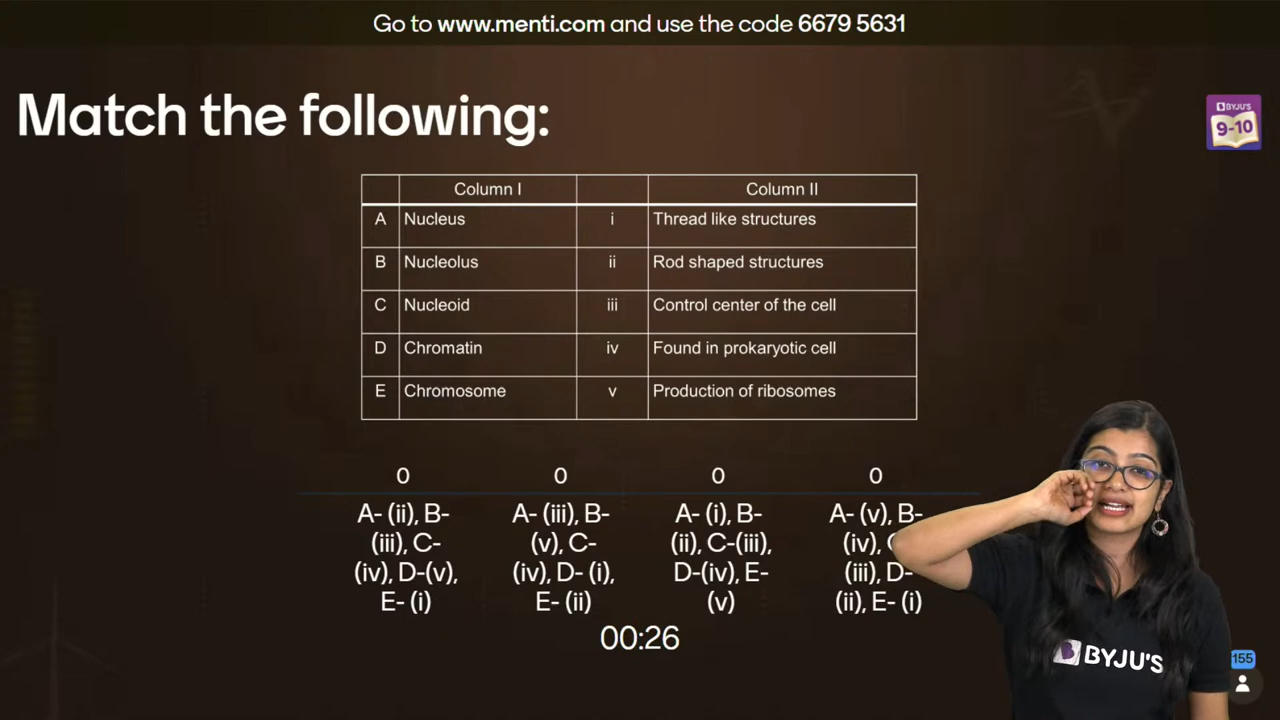 Go to www.menti.com and use the code 6679 5631
Match the following:
BYJU'S
9-10
Column I Column II
A Nucleus i Thread like structures
B Nucleolus ii Rod shaped structures
C Nucleoid iii Control center of the cell
D Chromatin iv Found in prokaryotic cell
E Chromosome v Production of ribosomes
0 0 0 0
A- (ii), B-
(iii), C-
(iv), D-(v),
E- (i)
A- (iii), B-
(v), C-
(iv), D- (i),
E- (ii)
A- (i), B-
(ii), C-(iii),
D-(iv), E-
(v)
A- (v), B-
(iv),
(iii), D-
(ii), E- (i)
00:26
BYJU'S
155